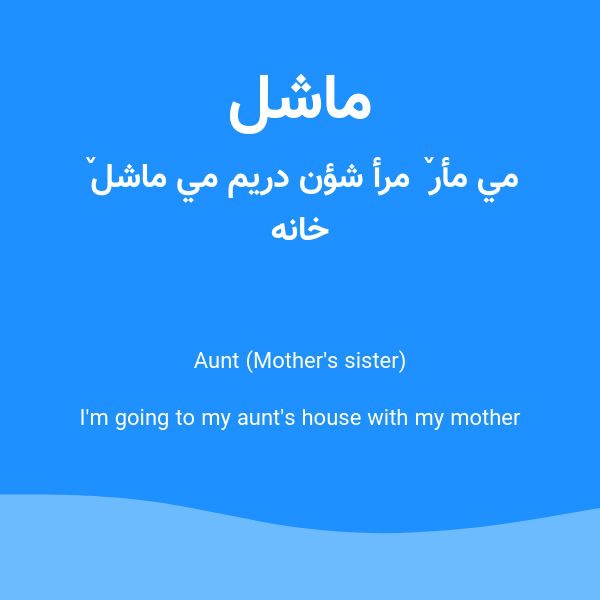 ماشل
مي مأرˇ مرأ شؤن دريم مي ماشلˇ
خانه
Aunt (Mother's sister)
I'm going to my aunt's house with my mother